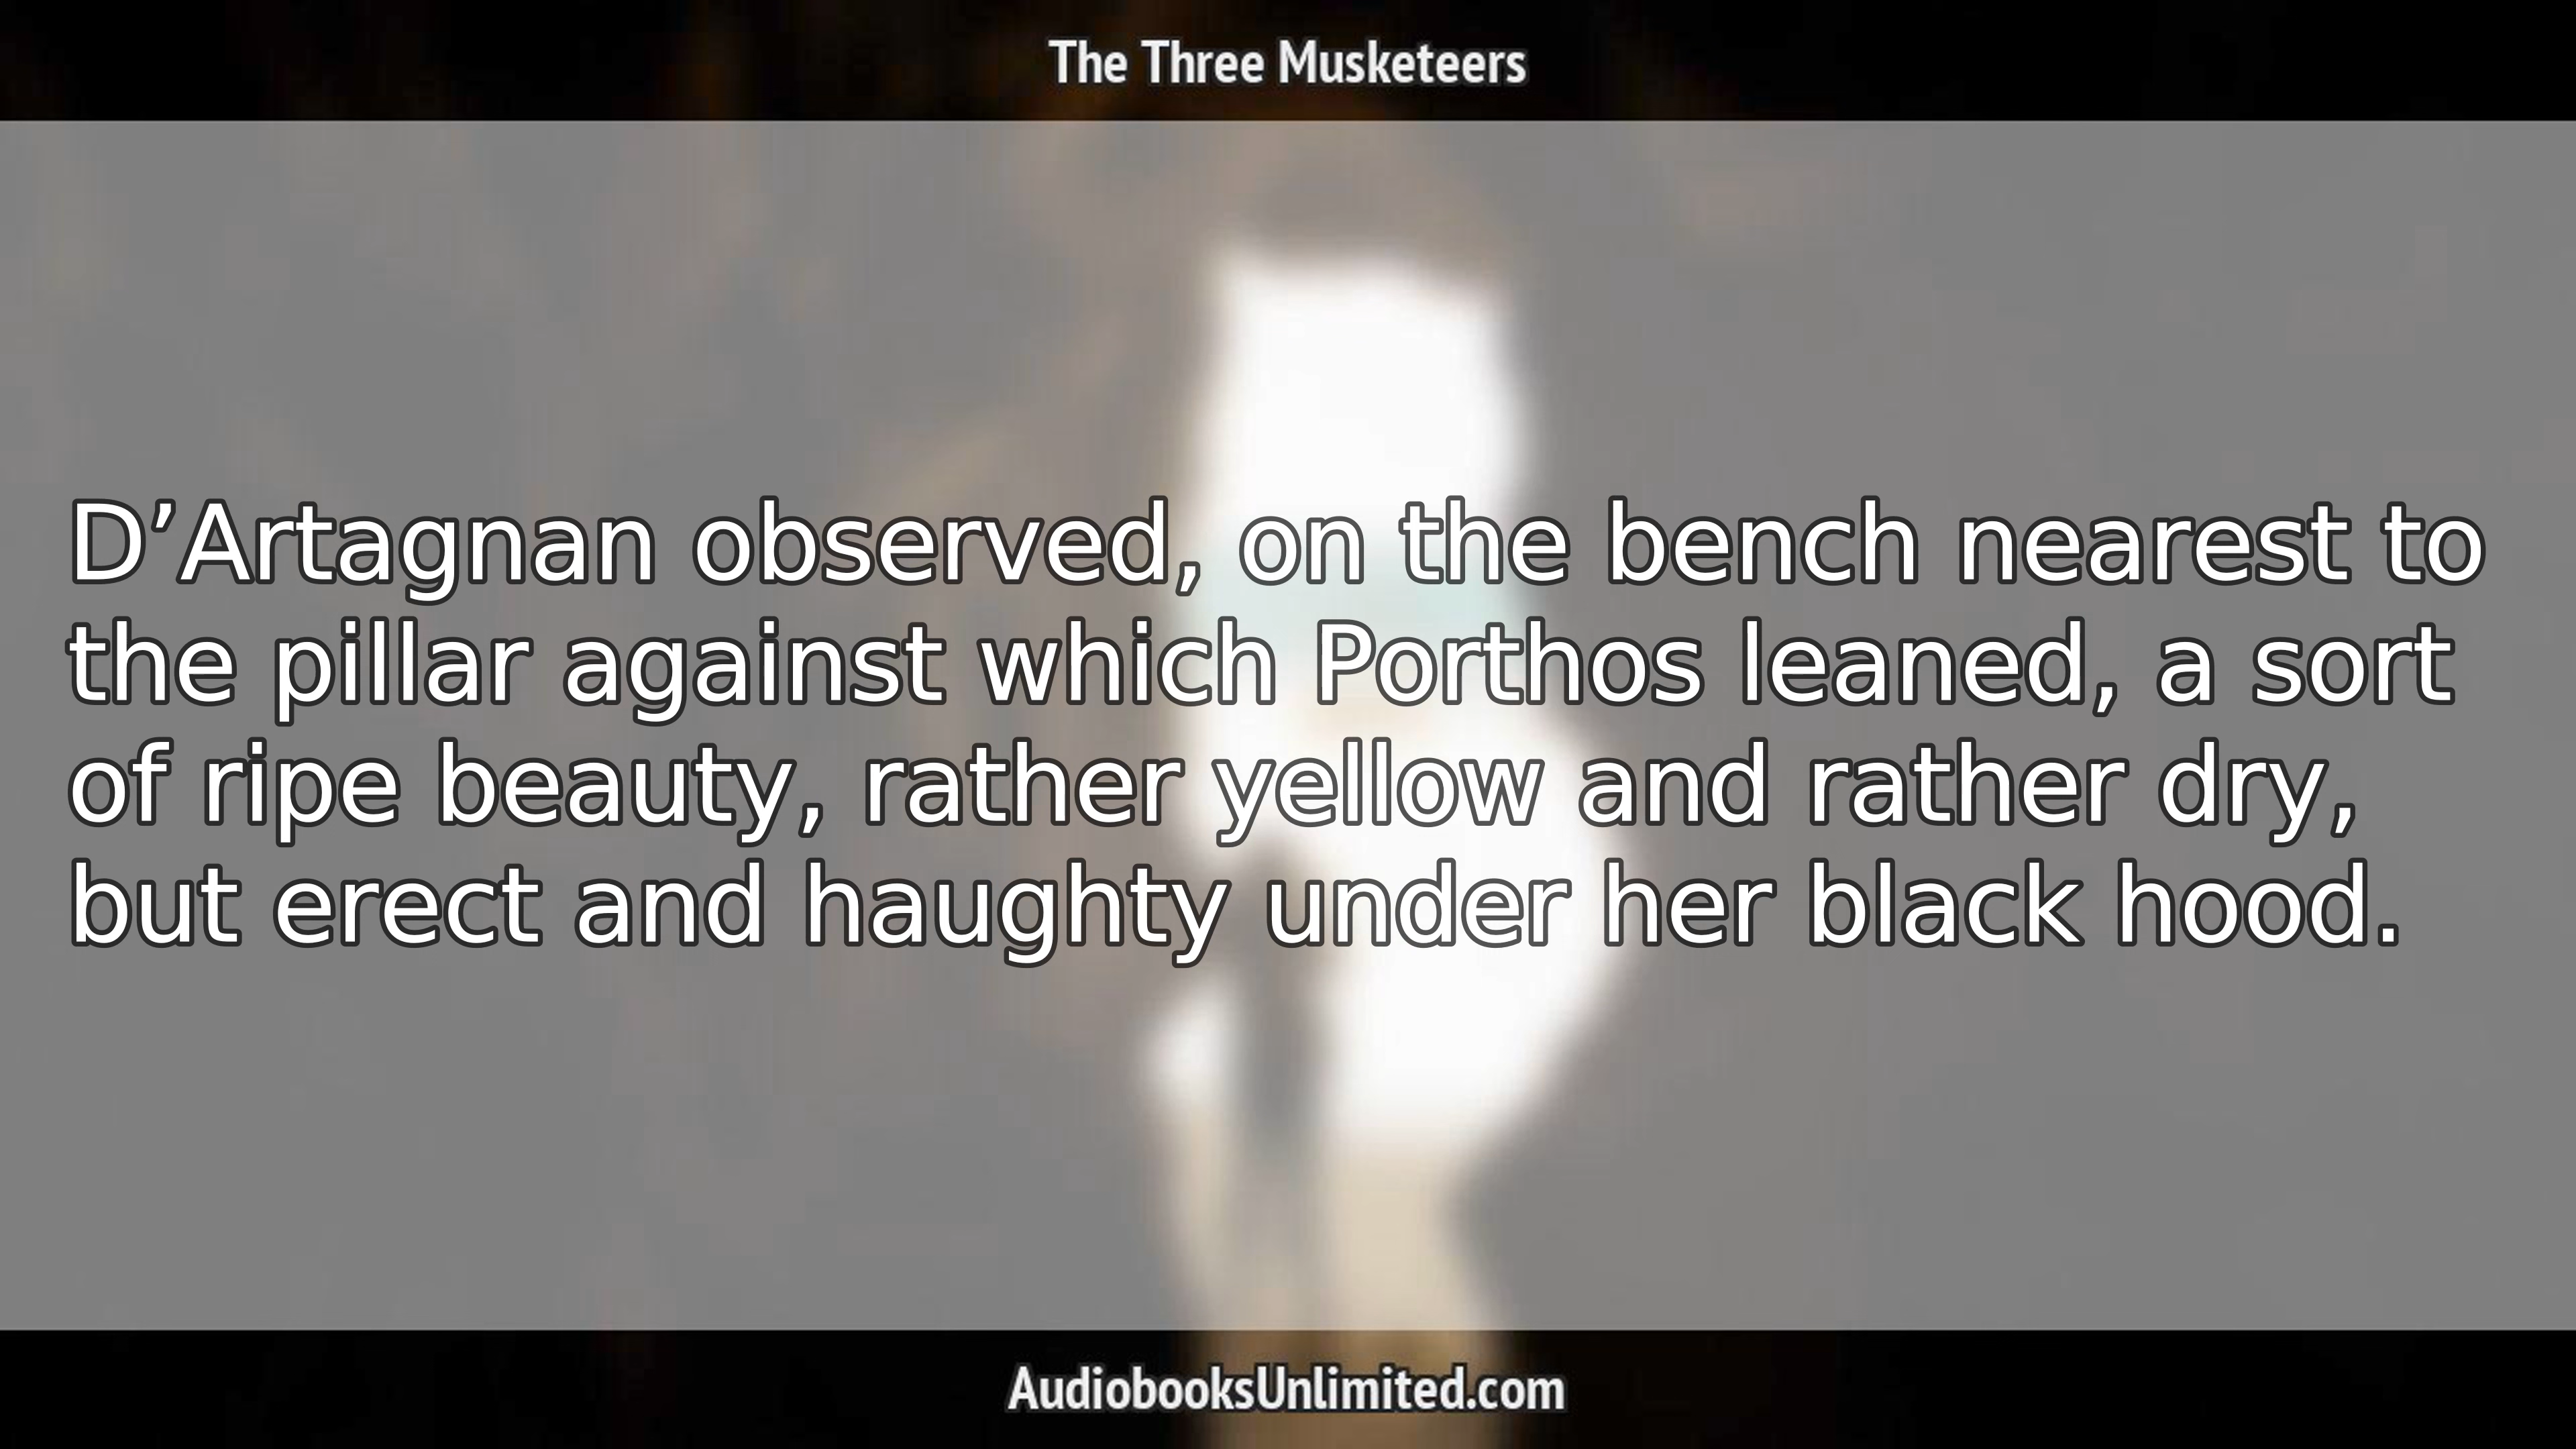 The Three Musketeers
D’Artagnan observed, on the bench nearest to
the pillar against which Porthos leaned, a sort
of ripe beauty, rather yellow and rather dry,
but erect and haughty under her black hood.
AudiobooksUnlimited.com